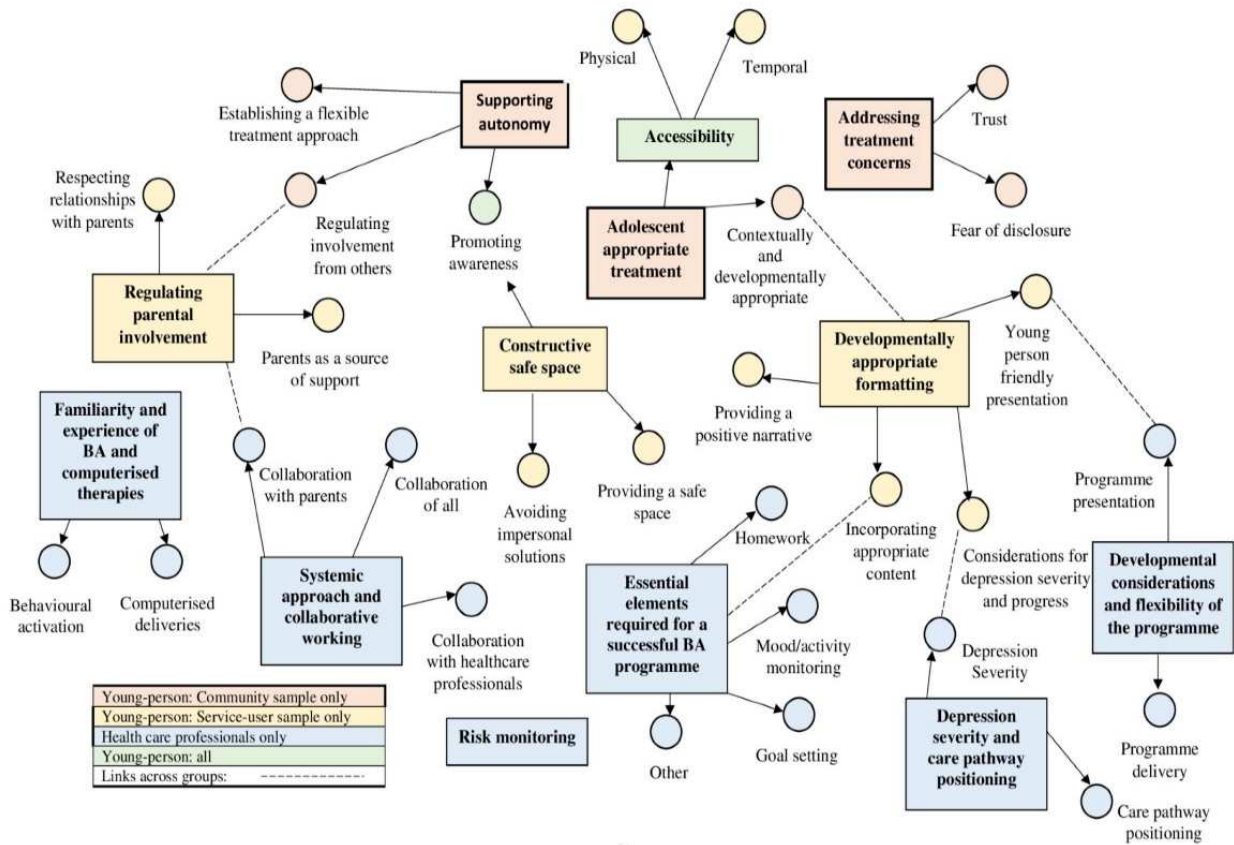 Physical
Temporal
Establishing a flexible
treatment approach
Supporting
autonomy
Accessibility
Addressing
treatment
concerns
Trust
Respecting
relationships
with parents
Regulating
involvement
from others
Promoting
awareness
Adolescent
appropriate
treatment
Contextually
and
developmentally
appropriate
Fear of disclosure
Regulating
parental
involvement
Parents as a source
of support
Constructive
safe space
Developmentally
appropriate
formatting
Young
person
friendly
presentation
Providing a
positive narrative
Familiarity and
experience of
BA and
computerised
therapies
Collaboration
with parents
Collaboration
of all
Avoiding
impersonal
solutions
Providing a safe
space
Homework
Incorporating
appropriate
content
Considerations for
depression severity
and progress
Programme
presentation
Behavioural
activation
Computerised
deliveries
Systemic
approach and
collaborative
working
Collaboration
with healthcare
professionals
Essential
elements
required for a
successful BA
programme
Mood/activity
monitoring
Depression
Severity
Developmental
considerations
and flexibility of
the programme
Young-person: Community sample only
Young-person: Service-user sample only
Health care professionals only
Young-person: all
Links across groups:
Risk monitoring
Other
Goal setting
Depression
severity and
care pathway
positioning
Programme
delivery
Care pathway
positioning